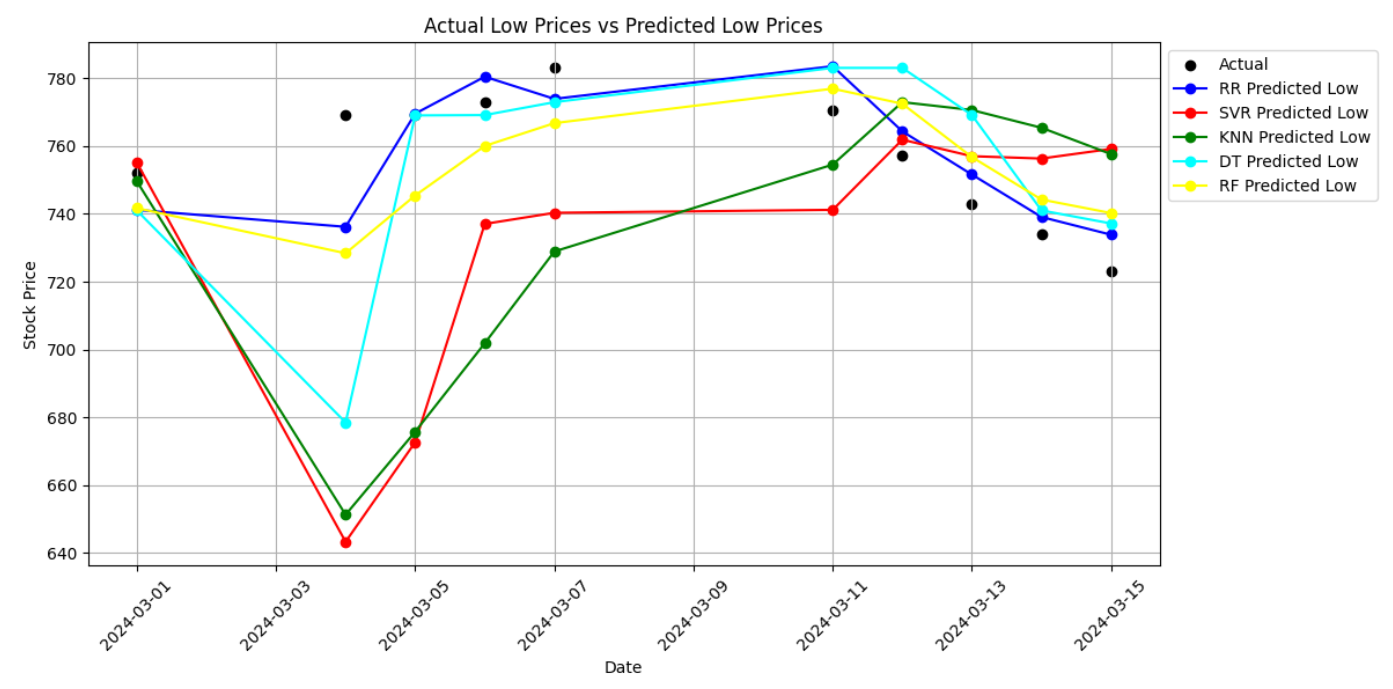 Actual Low Prices vs Predicted Low Prices
Actual
RR Predicted Low
SVR Predicted Low
KNN Predicted Low
DT Predicted Low
RF Predicted Low
Stock Price
780
760
740
720
700
680
660
640
2024-03-01
2024-03-03
2024-03-05
2024-03-07
2024-03-09
2024-03-11
2024-03-13
2024-03-15
Date